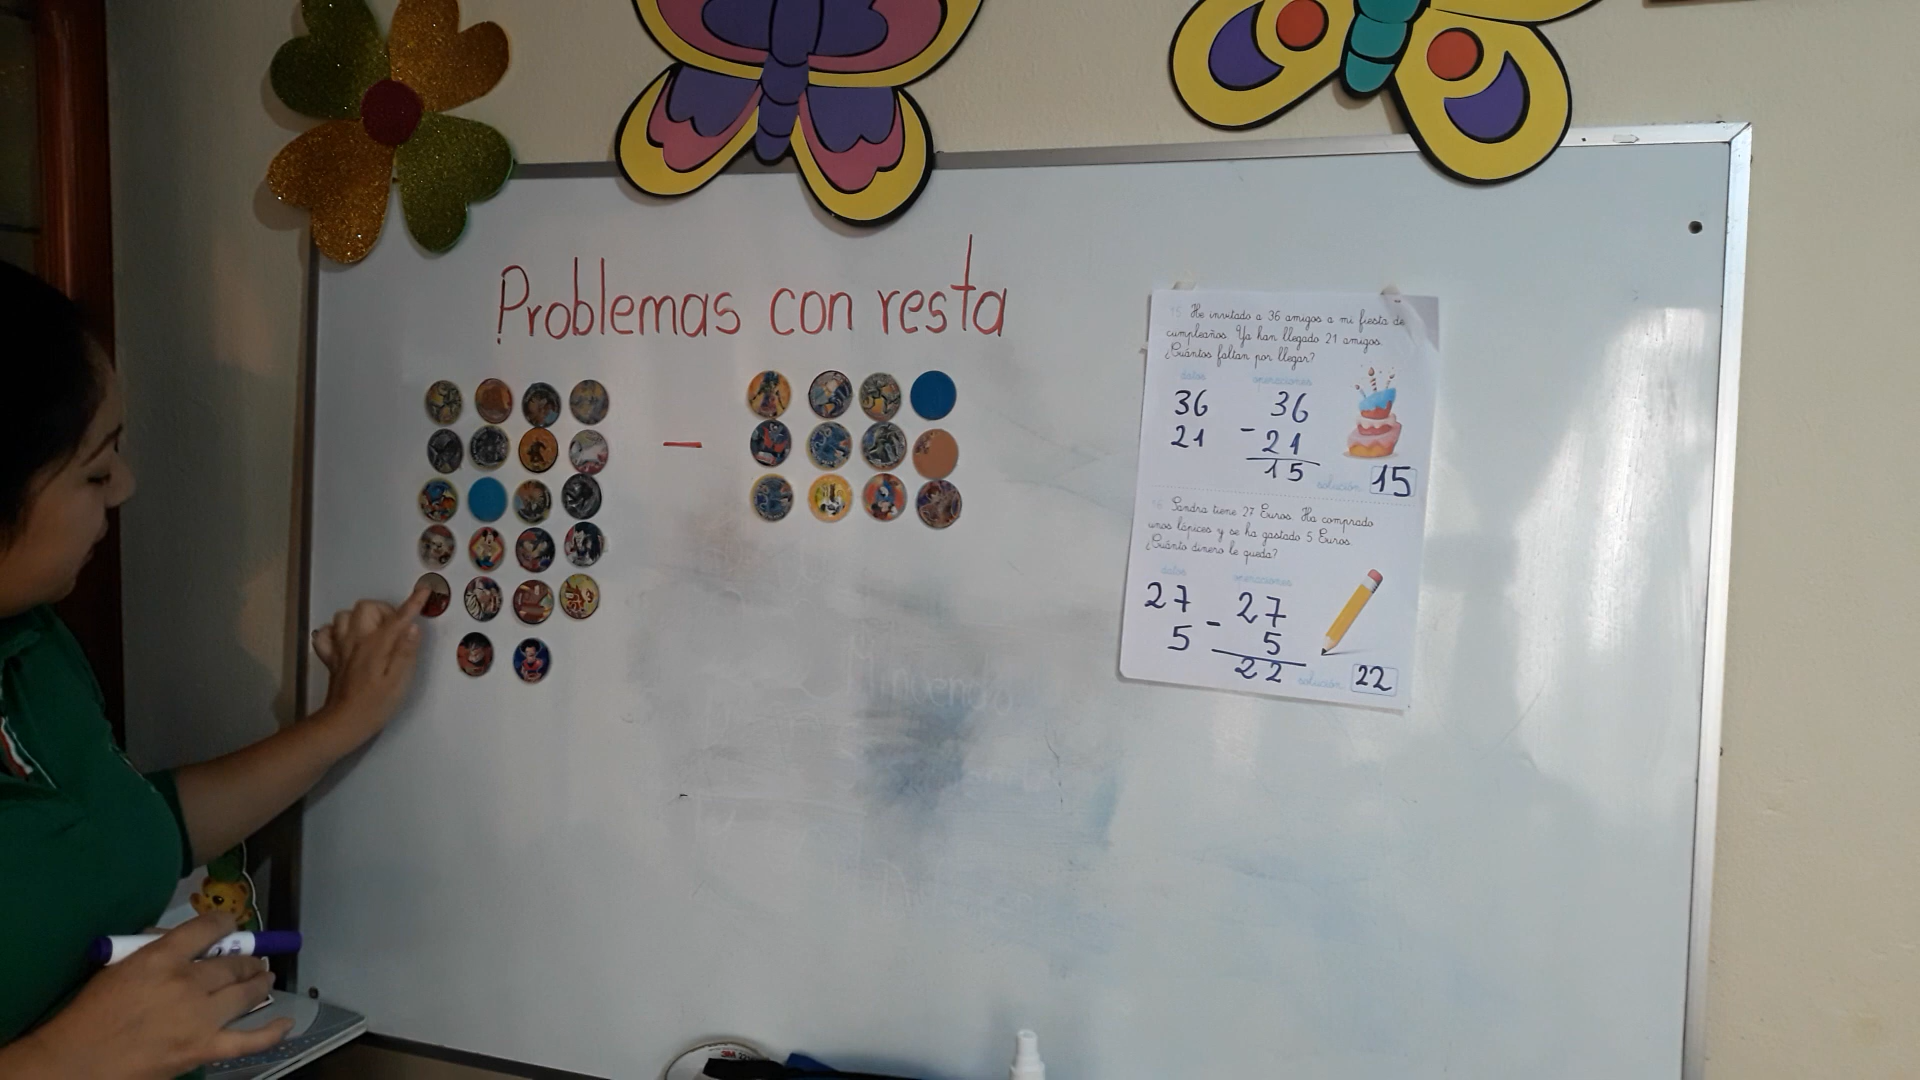 Problemas con resta
−
15 He invitado a 36 amigos a mi fiesta de
cumpleaños. Ya han llegado 21 amigos.
¿Cuántos faltan por llegar?
datos operaciones
36 36
21 - 21
15
solución 15
16 Sandra tiene 27 Euros. Ha comprado
unos lápices y se ha gastado 5 Euros.
¿Cuánto dinero le queda?
datos operaciones
27 - 27
5 5
22
solución 22
3M